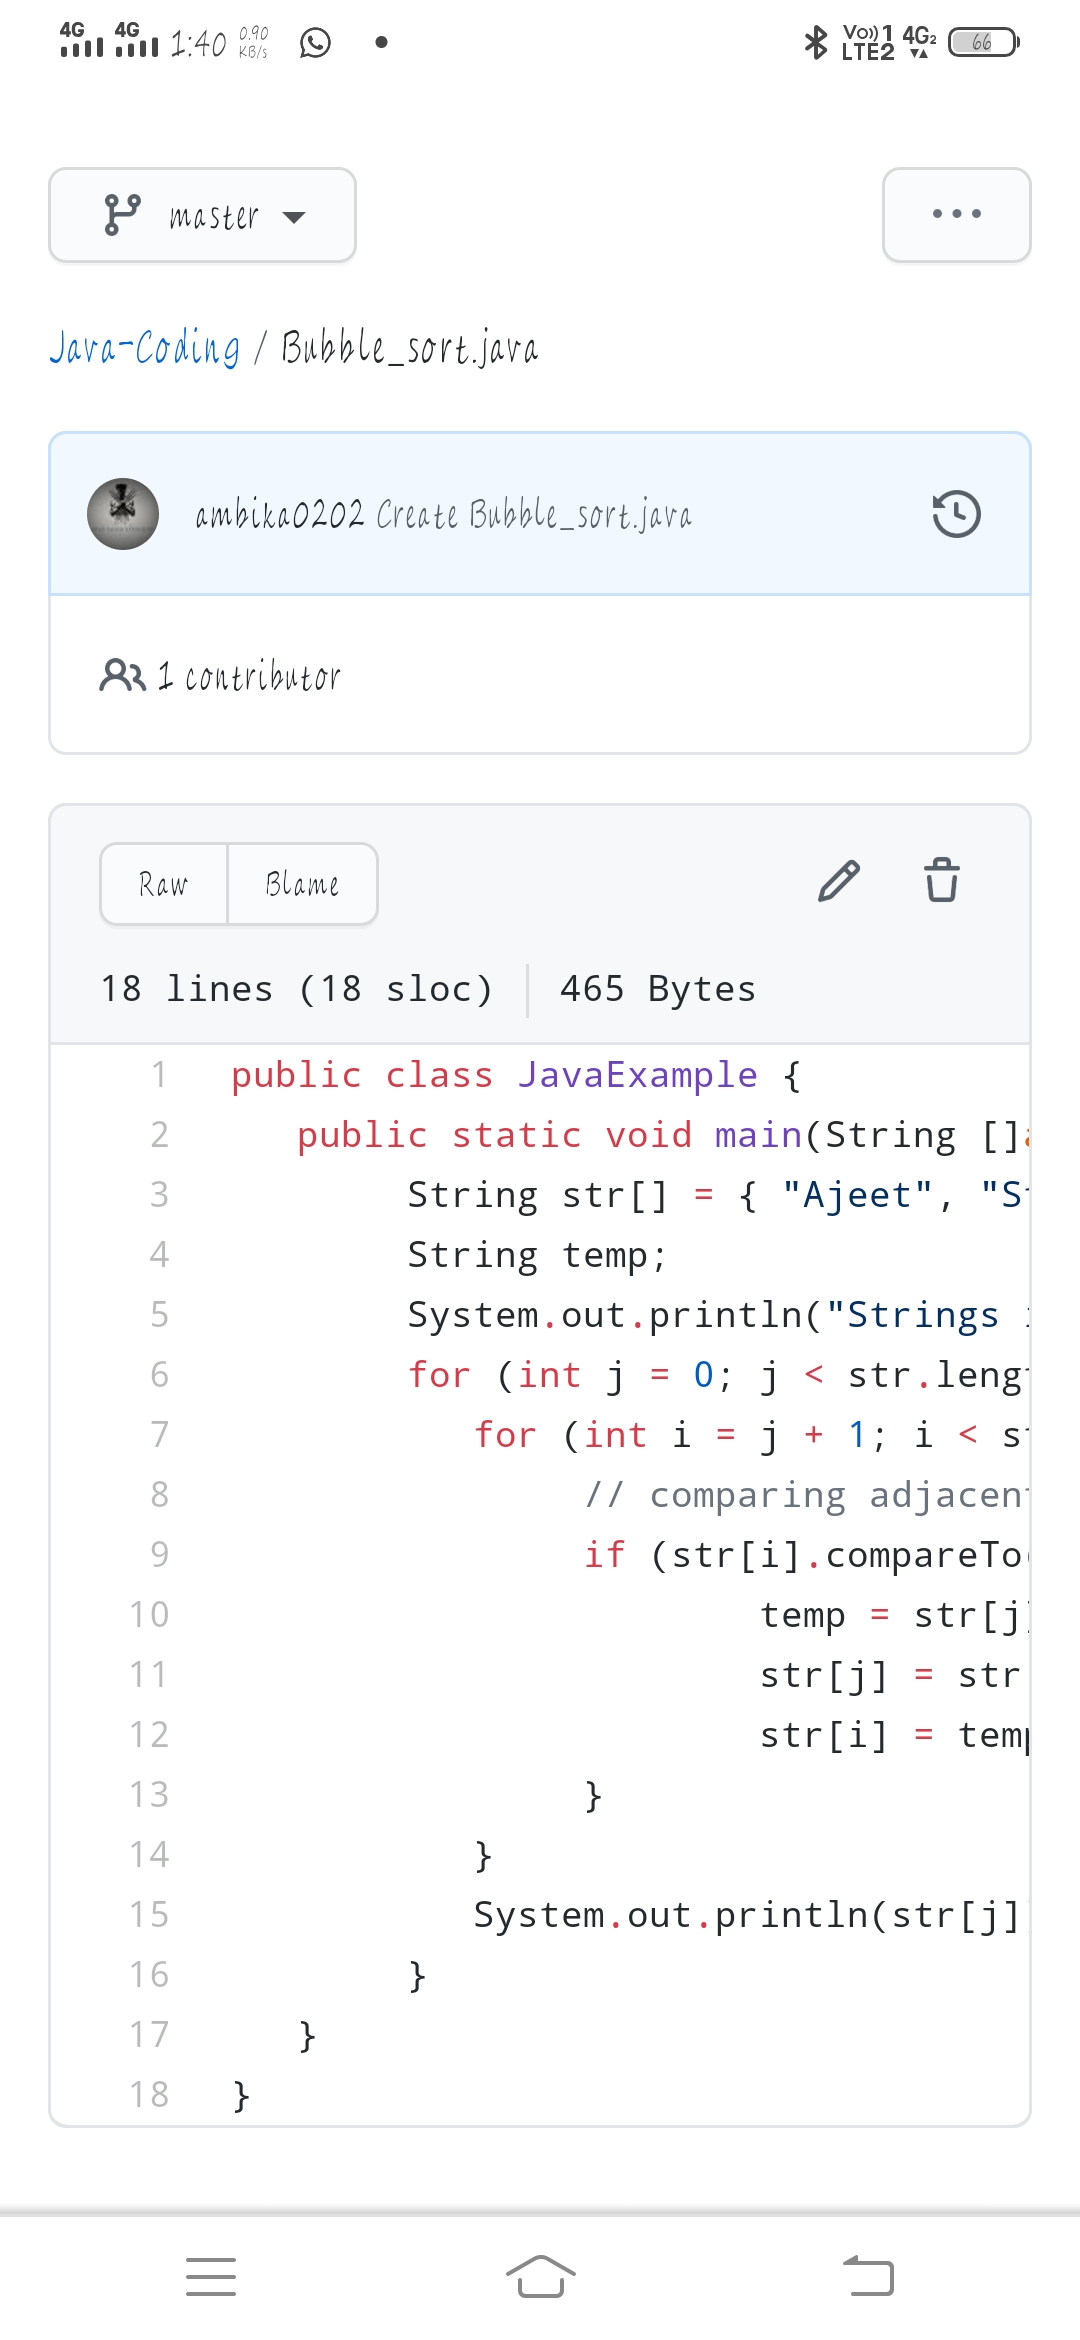 4G 4G 1:40 0.90 KB/s Vo)) 1 LTE2 4G2 66
master
Java-Coding / Bubble_sort.java
ambika0202 Create Bubble_sort.java
1 contributor
Raw Blame
18 lines (18 sloc) 465 Bytes
1 public class JavaExample {
2 public static void main(String []
3 String str[] = { "Ajeet", "S
4 String temp;
5 System.out.println("Strings
6 for (int j = 0; j < str.leng
7 for (int i = j + 1; i < s
8 // comparing adjacen
9 if (str[i].compareTo
10 temp = str[j]
11 str[j] = str
12 str[i] = temp
13 }
14 }
15 System.out.println(str[j]
16 }
17 }
18 }